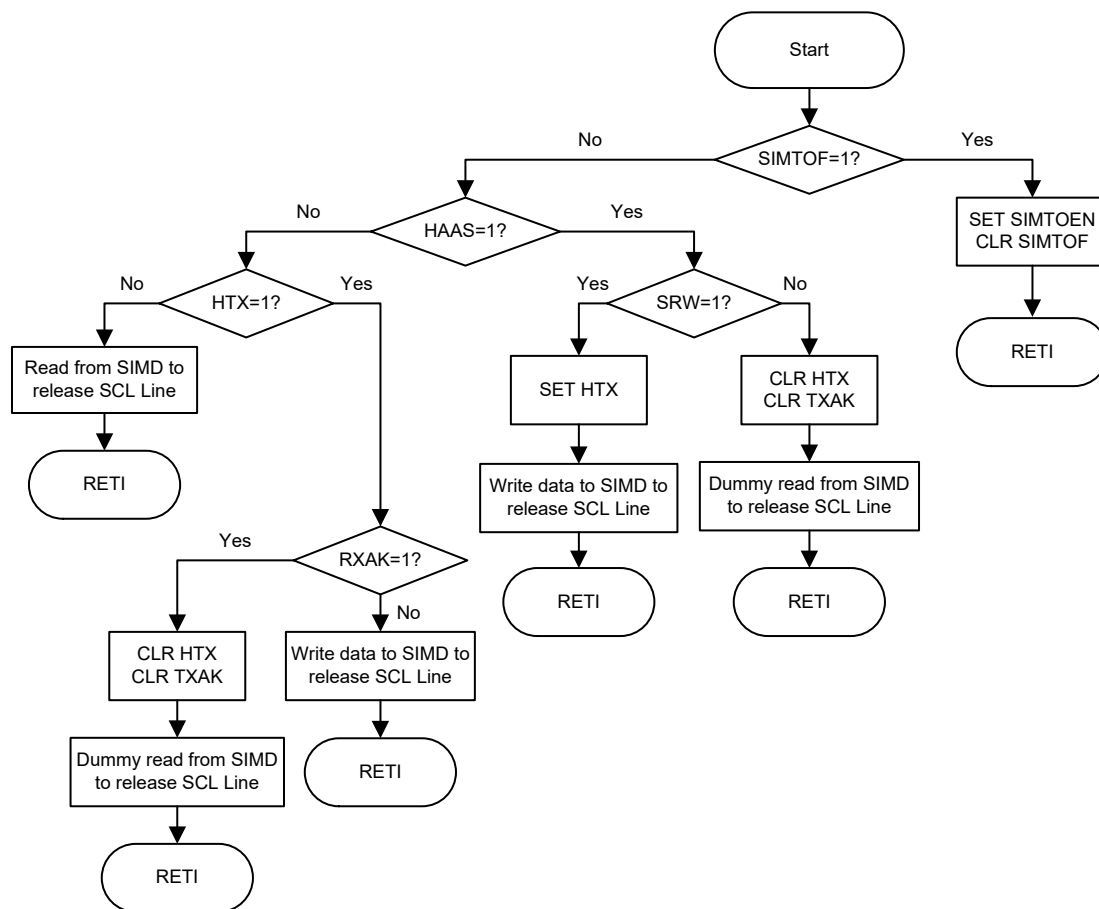 Start
No
SIMTOF=1?
Yes
No
HAAS=1?
Yes
SET SIMTOEN
CLR SIMTOF
No
HTX=1?
Yes
Yes
SRW=1?
No
RETI
Read from SIMD to
release SCL Line
SET HTX
CLR HTX
CLR TXAK
RETI
Write data to SIMD to
release SCL Line
Dummy read from SIMD
to release SCL Line
Yes
RXAK=1?
No
RETI
RETI
CLR HTX
CLR TXAK
Write data to SIMD to
release SCL Line
Dummy read from SIMD
to release SCL Line
RETI
RETI